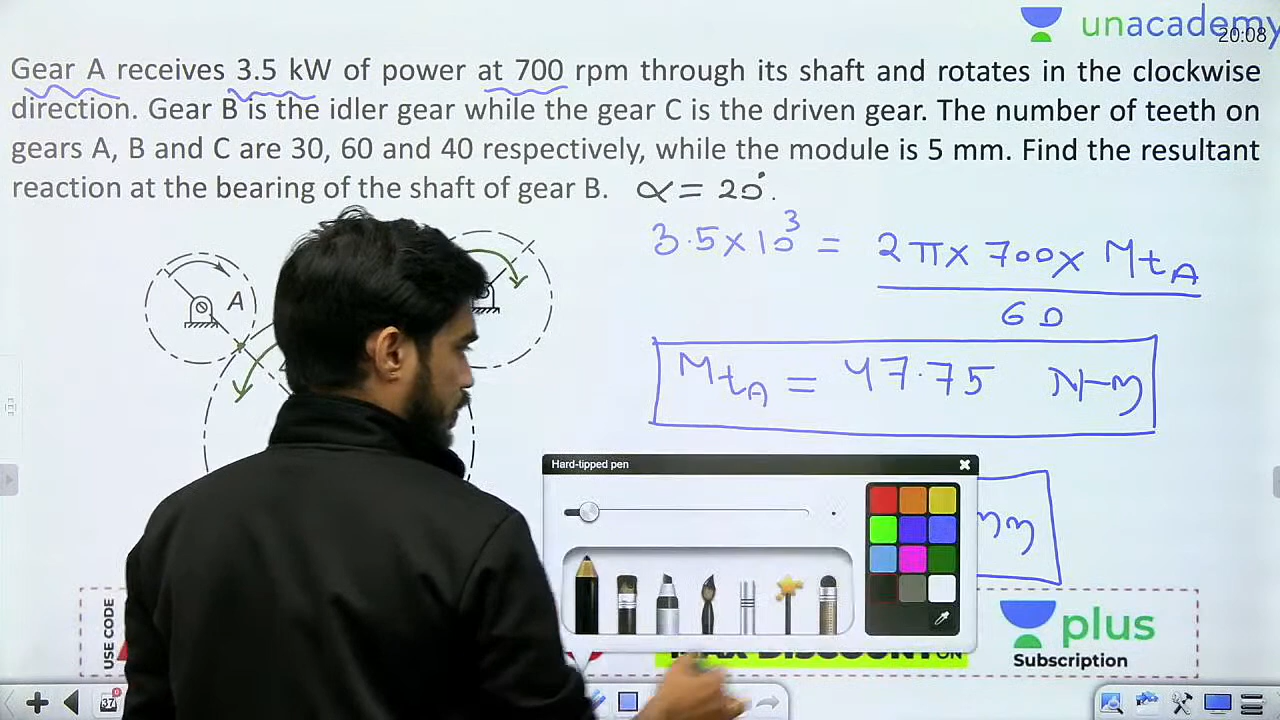 unacademy
20:08
Gear A receives 3.5 kW of power at 700 rpm through its shaft and rotates in the clockwise
direction. Gear B is the idler gear while the gear C is the driven gear. The number of teeth on
gears A, B and C are 30, 60 and 40 respectively, while the module is 5 mm. Find the resultant
reaction at the bearing of the shaft of gear B. α = 20°.
3.5 × 10³ = 2π × 700 × MtA
60
A
MtA = 47.75 N-m
Hard-tipped pen
mm
USE CODE
plus
Subscription
ON
37
0